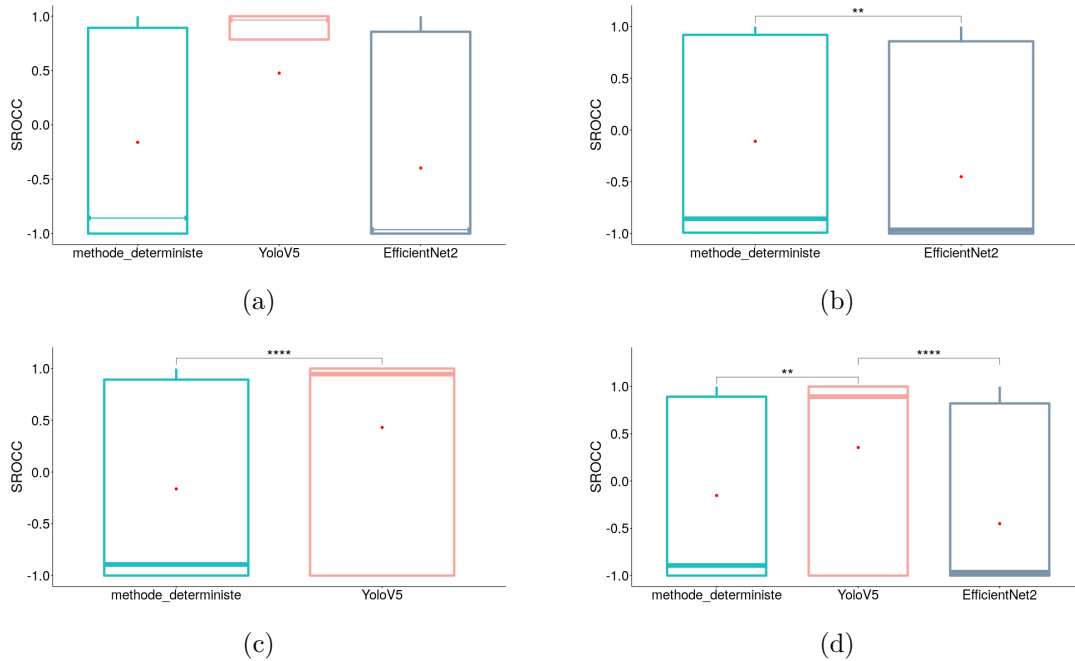 1.0
0.5
0.0
-0.5
-1.0
SROCC
methode_deterministe YoloV5 EfficientNet2
(a)
**
1.0
0.5
0.0
-0.5
-1.0
SROCC
methode_deterministe EfficientNet2
(b)
****
1.0
0.5
0.0
-0.5
-1.0
SROCC
methode_deterministe YoloV5
(c)
****
**
1.0
0.5
0.0
-0.5
-1.0
SROCC
methode_deterministe YoloV5 EfficientNet2
(d)